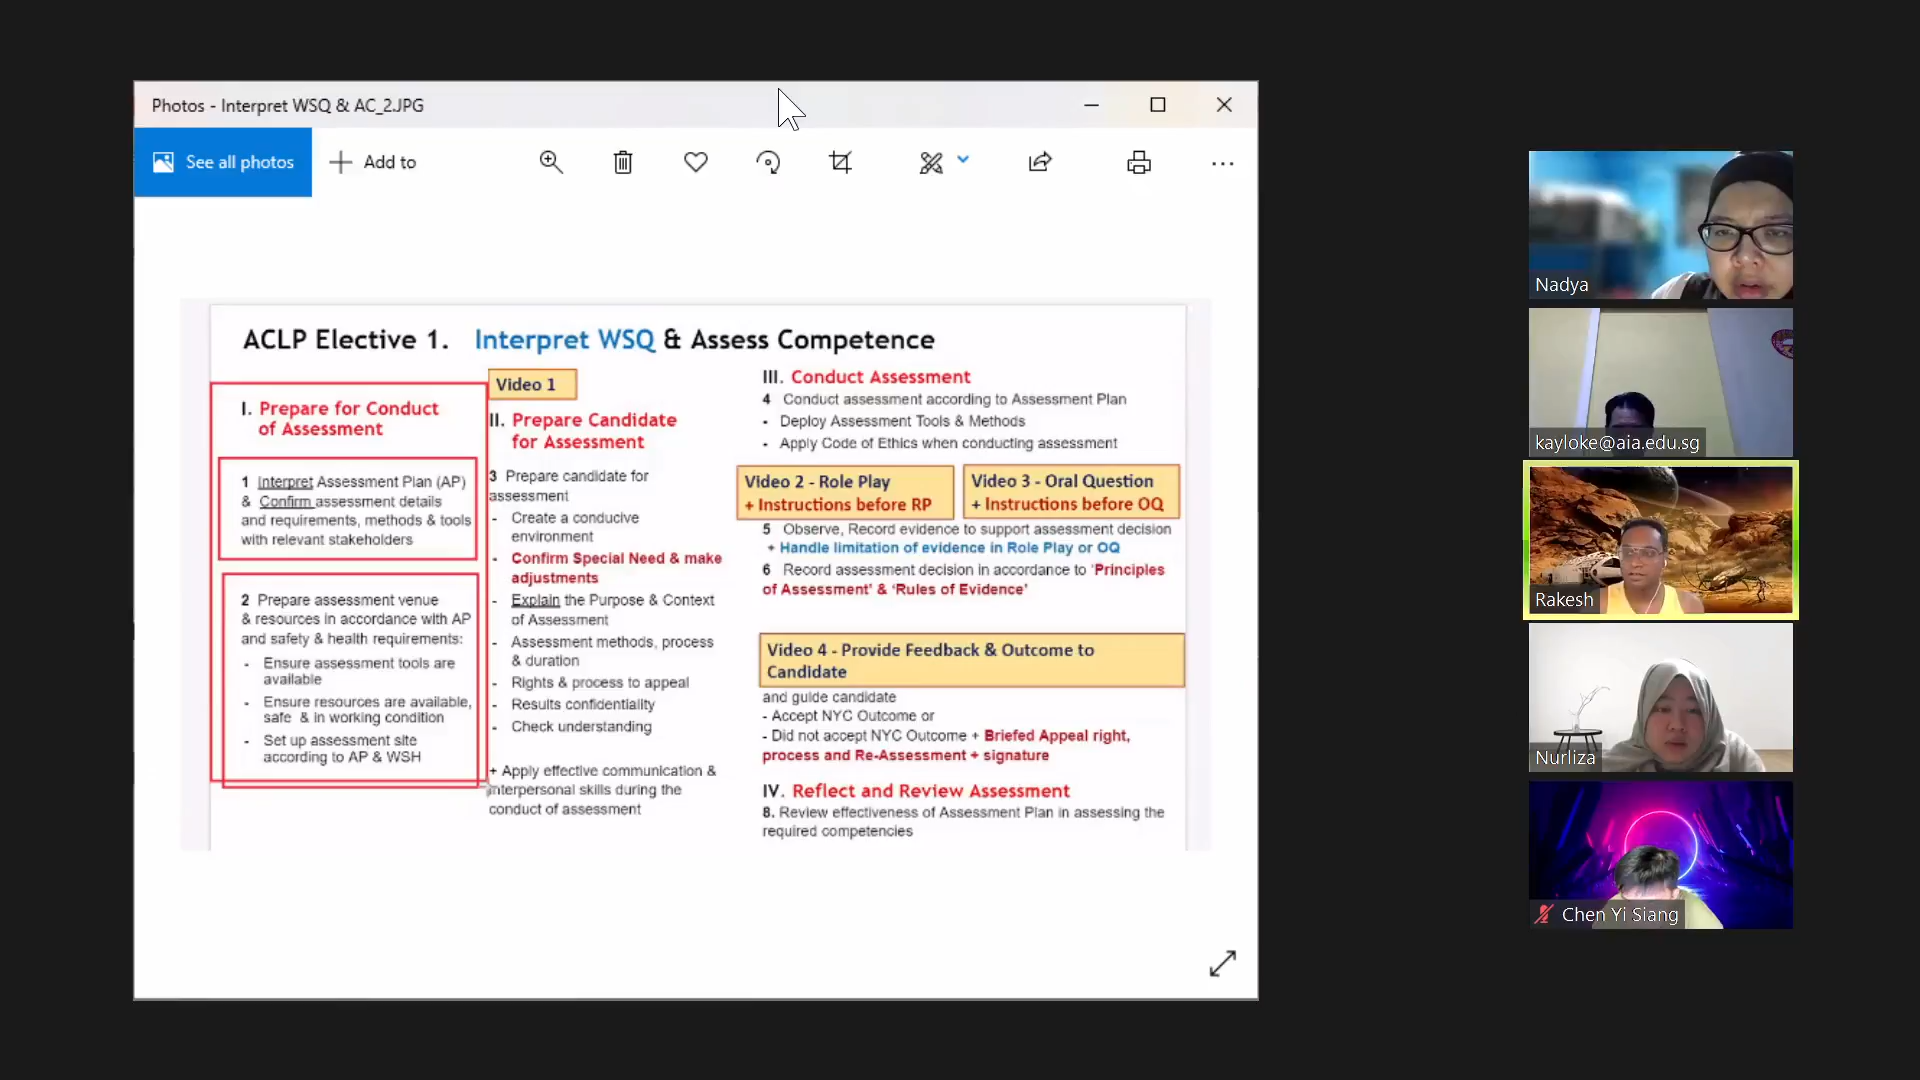 Photos - Interpret WSQ & AC_2.JPG
See all photos
Add to
ACLP Elective 1. Interpret WSQ & Assess Competence
I. Prepare for Conduct
of Assessment
1 Interpret Assessment Plan (AP)
& Confirm assessment details
and requirements, methods & tools
with relevant stakeholders
2 Prepare assessment venue
& resources in accordance with AP
and safety & health requirements:
- Ensure assessment tools are
available
- Ensure resources are available,
safe & in working condition
- Set up assessment site
according to AP & WSH
Video 1
II. Prepare Candidate
for Assessment
3 Prepare candidate for
assessment
- Create a conducive
environment
- Confirm Special Need & make
adjustments
- Explain the Purpose & Context
of Assessment
- Assessment methods, process
& duration
- Rights & process to appeal
- Results confidentiality
- Check understanding
+ Apply effective communication &
interpersonal skills during the
conduct of assessment
III. Conduct Assessment
4 Conduct assessment according to Assessment Plan
- Deploy Assessment Tools & Methods
- Apply Code of Ethics when conducting assessment
Video 2 - Role Play
+ Instructions before RP
Video 3 - Oral Question
+ Instructions before OQ
5 Observe, Record evidence to support assessment decision
+ Handle limitation of evidence in Role Play or OQ
6 Record assessment decision in accordance to ‘Principles
of Assessment’ & ‘Rules of Evidence’
Video 4 - Provide Feedback & Outcome to
Candidate
and guide candidate
- Accept NYC Outcome or
- Did not accept NYC Outcome + Briefed Appeal right,
process and Re-Assessment + signature
IV. Reflect and Review Assessment
8. Review effectiveness of Assessment Plan in assessing the
required competencies
Nadya
kayloke@aia.edu.sg
Rakesh
Nurliza
Chen Yi Siang